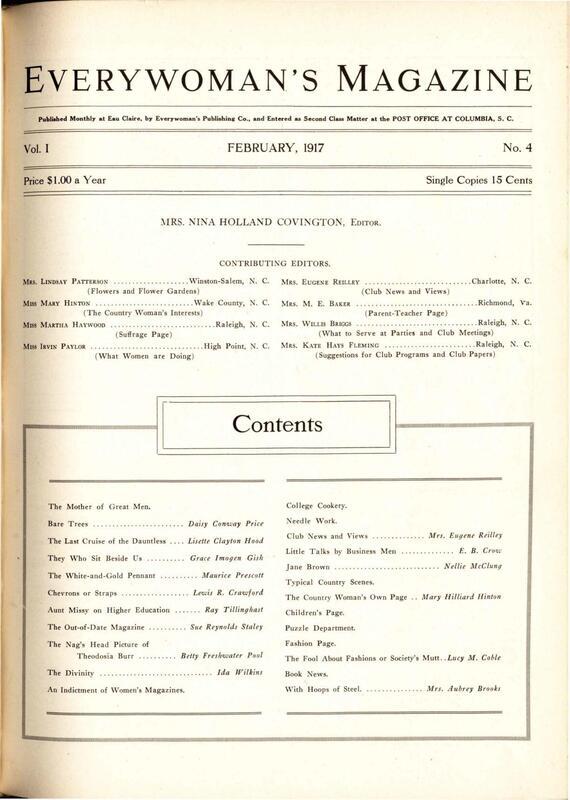 EVERYWOMAN'S MAGAZINE
Published Monthly at Eau Claire, by Everywoman's Publishing Co., and Entered as Second Class Matter at the POST OFFICE AT COLUMBIA, S. C.
Vol. I FEBRUARY, 1917 No. 4
Price $1.00 a Year Single Copies 15 Cents
MRS. NINA HOLLAND COVINGTON, EDITOR.
CONTRIBUTING EDITORS.
MRS. LINDSAY PATTERSON ..................Winston-Salem, N. C.
(Flowers and Flower Gardens)
MISS MARY HINTON .......................Wake County, N. C.
(The Country Woman's Interests)
MISS MARTHA HAYWOOD ...........................Raleigh, N. C.
(Suffrage Page)
MISS IRVIN PAYLOR ...........................High Point, N. C.
(What Women are Doing)
MRS. EUGENE REILLEY ..........................Charlotte, N. C.
(Club News and Views)
MRS. M. E. BAKER .............................Richmond, Va.
(Parent-Teacher Page)
MRS. WILLIS BRIGGS .............................Raleigh, N. C.
(What to Serve at Parties and Club Meetings)
MRS. KATE HAYS FLEMING ......................Raleigh, N. C.
(Suggestions for Club Programs and Club Papers)
Contents
The Mother of Great Men.
Bare Trees ........................ Daisy Conway Price
The Last Cruise of the Dauntless .... Lisette Clayton Hood
They Who Sit Beside Us .......... Grace Imogen Gish
The White-and-Gold Pennant .......... Maurice Prescott
Chevrons or Straps .................. Lewis R. Crawford
Aunt Missy on Higher Education ....... Ray Tillinghast
The Out-of-Date Magazine .......... Sue Reynolds Staley
The Nag's Head Picture of
Theodosia Burr .......... Betty Freshwater Pool
The Divinity .............................. Ida Wilkins
An Indictment of Women's Magazines.
College Cookery.
Needle Work.
Club News and Views ............... Mrs. Eugene Reilley
Little Talks by Business Men ................. E. B. Crow
Jane Brown ....................... Nellie McClung
Typical Country Scenes.
The Country Woman's Own Page .. Mary Hilliard Hinton
Children's Page.
Puzzle Department.
Fashion Page.
The Fool About Fashions or Society's Mutt..Lucy M. Coble
Book News.
With Hoops of Steel. ............... Mrs. Aubrey Brooks